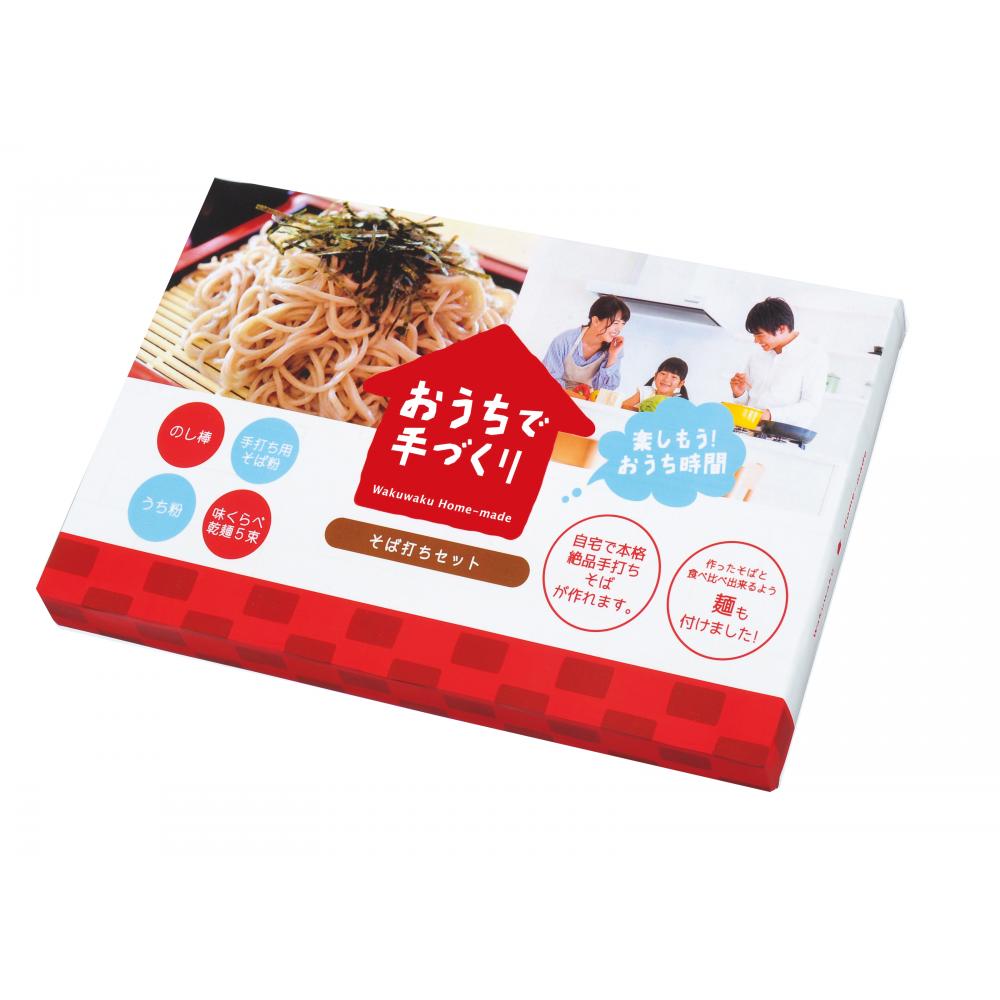 おうちで
手づくり
Wakuwaku Home-made
楽しもう!
おうち時間
のし棒
手打ち用
そば粉
うち粉
味くらべ
乾麺5束
そば打ちセット
自宅で本格
絶品手打ち
そば
が作れます。
作ったそばと
食べ比べ出来るよう
麺も
付けました!